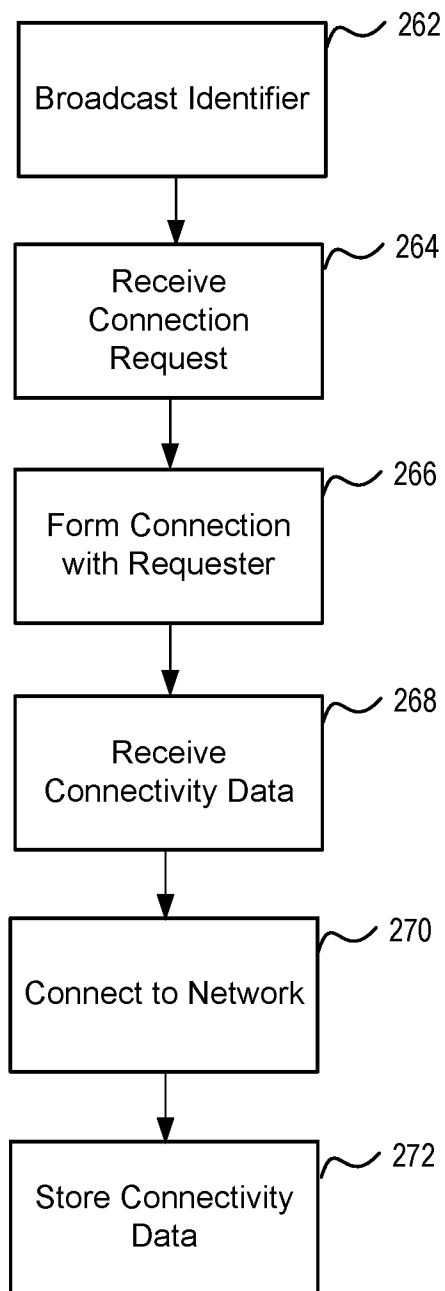 262
Broadcast Identifier
264
Receive
Connection
Request
266
Form Connection
with Requester
268
Receive
Connectivity Data
270
Connect to Network
272
Store Connectivity
Data